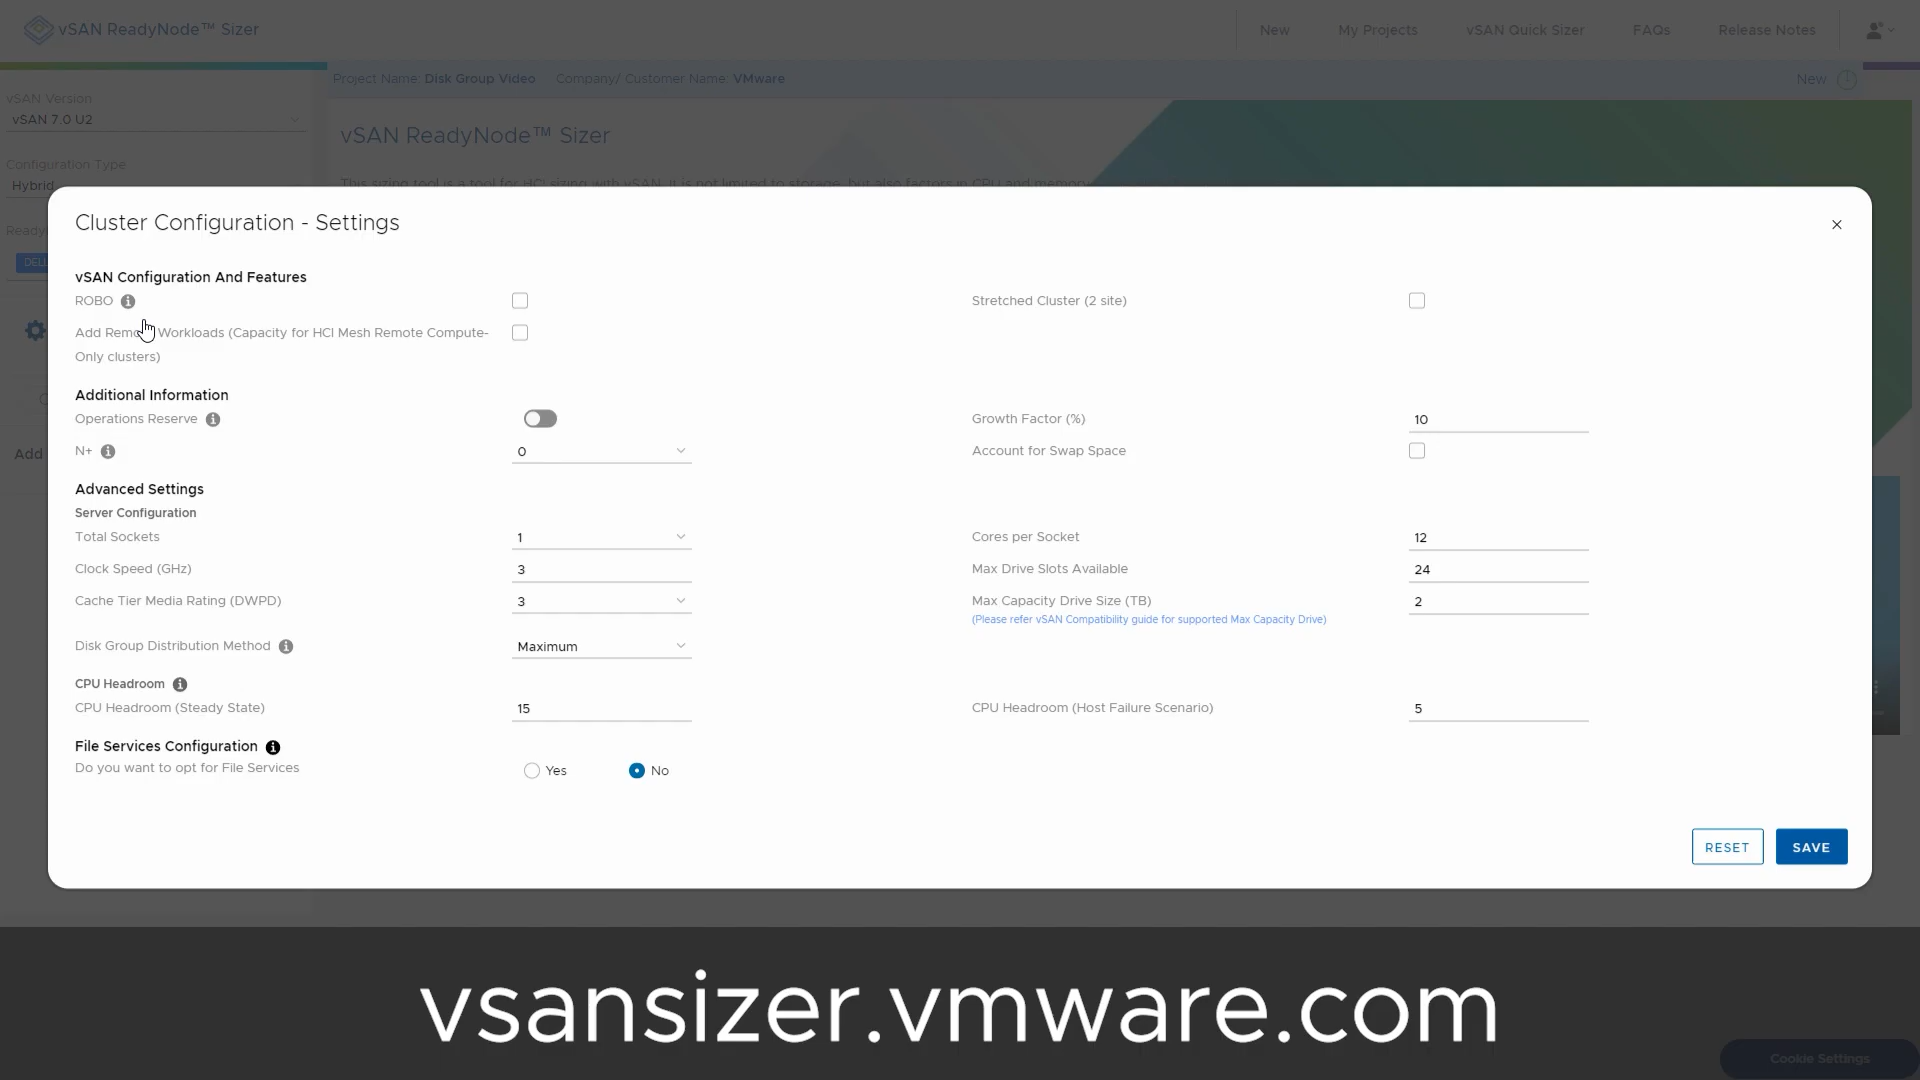 vSAN ReadyNode™ Sizer
New
My Projects
vSAN Quick Sizer
FAQs
Release Notes
Project Name: Disk Group Video Company/ Customer Name: VMware
New
vSAN Version
vSAN 7.0 U2
Configuration Type
Hybrid
vSAN ReadyNode™ Sizer
This sizing tool is a tool for HCI sizing with vSAN. It is not limited to storage, but also factors in CPU and memory
Cluster Configuration - Settings
vSAN Configuration And Features
ROBO
Stretched Cluster (2 site)
Add Remote Workloads (Capacity for HCI Mesh Remote Compute-
Only clusters)
Additional Information
Operations Reserve
Growth Factor (%)
10
N+
0
Account for Swap Space
Advanced Settings
Server Configuration
Total Sockets
1
Cores per Socket
12
Clock Speed (GHz)
3
Max Drive Slots Available
24
Cache Tier Media Rating (DWPD)
3
Max Capacity Drive Size (TB)
2
(Please refer vSAN Compatibility guide for supported Max Capacity Drive)
Disk Group Distribution Method
Maximum
CPU Headroom
CPU Headroom (Steady State)
15
CPU Headroom (Host Failure Scenario)
5
File Services Configuration
Do you want to opt for File Services
Yes
No
Add
RESET
SAVE
vsansizer.vmware.com
Cookie Settings